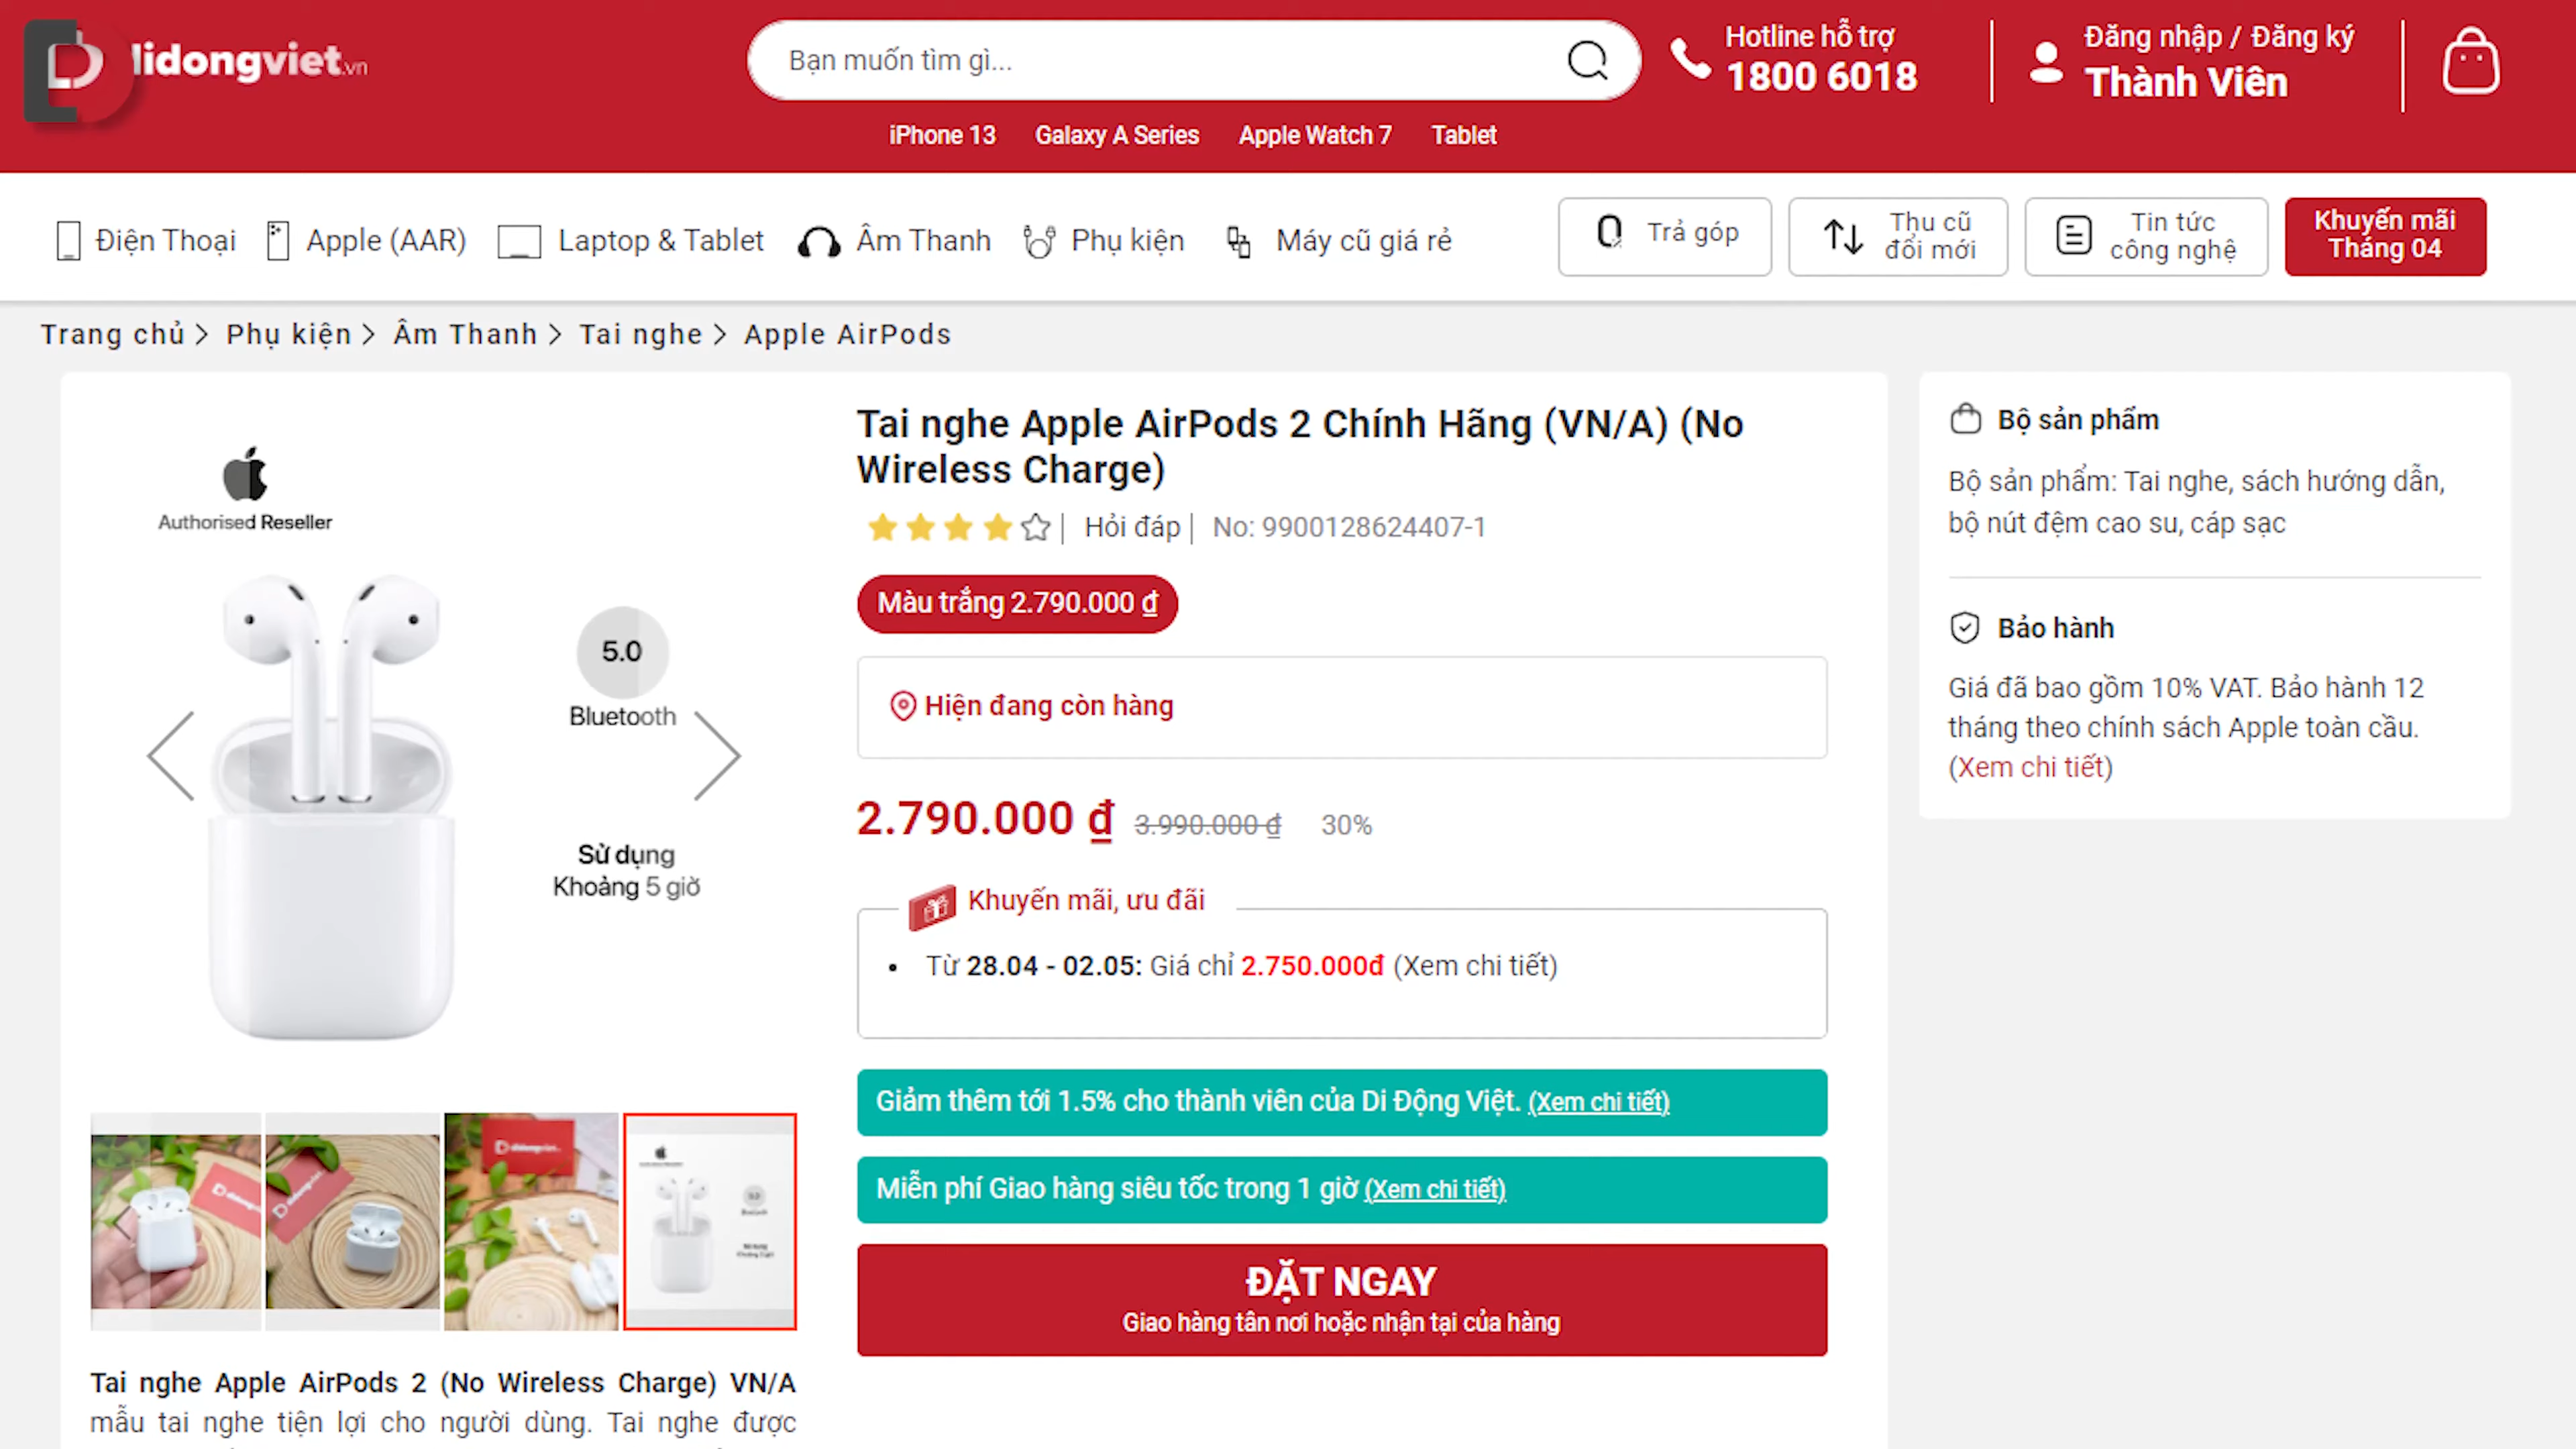 didongviet.vn
Bạn muốn tìm gì...
Hotline hỗ trợ
1800 6018
Đăng nhập / Đăng ký
Thành Viên
iPhone 13 Galaxy A Series Apple Watch 7 Tablet
Điện Thoại Apple (AAR) Laptop & Tablet Âm Thanh Phụ kiện Máy cũ giá rẻ
Trả góp
Thu cũ
đổi mới
Tin tức
công nghệ
Khuyến mãi
Tháng 04
Trang chủ > Phụ kiện > Âm Thanh > Tai nghe > Apple AirPods
Authorised Reseller
5.0
Bluetooth
Sử dụng
Khoảng 5 giờ
Tai nghe Apple AirPods 2 (No Wireless Charge) VN/A
mẫu tai nghe tiện lợi cho người dùng. Tai nghe được
Tai nghe Apple AirPods 2 Chính Hãng (VN/A) (No
Wireless Charge)
| Hỏi đáp | No: 9900128624407-1
Màu trắng 2.790.000 ₫
Hiện đang còn hàng
2.790.000 ₫ 3.990.000 ₫ 30%
Khuyến mãi, ưu đãi
• Từ 28.04 - 02.05: Giá chỉ 2.750.000đ (Xem chi tiết)
Giảm thêm tới 1.5% cho thành viên của Di Động Việt. (Xem chi tiết)
Miễn phí Giao hàng siêu tốc trong 1 giờ (Xem chi tiết)
ĐẶT NGAY
Giao hàng tân nơi hoặc nhận tại của hàng
Bộ sản phẩm
Bộ sản phẩm: Tai nghe, sách hướng dẫn,
bộ nút đệm cao su, cáp sạc
Bảo hành
Giá đã bao gồm 10% VAT. Bảo hành 12
tháng theo chính sách Apple toàn cầu.
(Xem chi tiết)